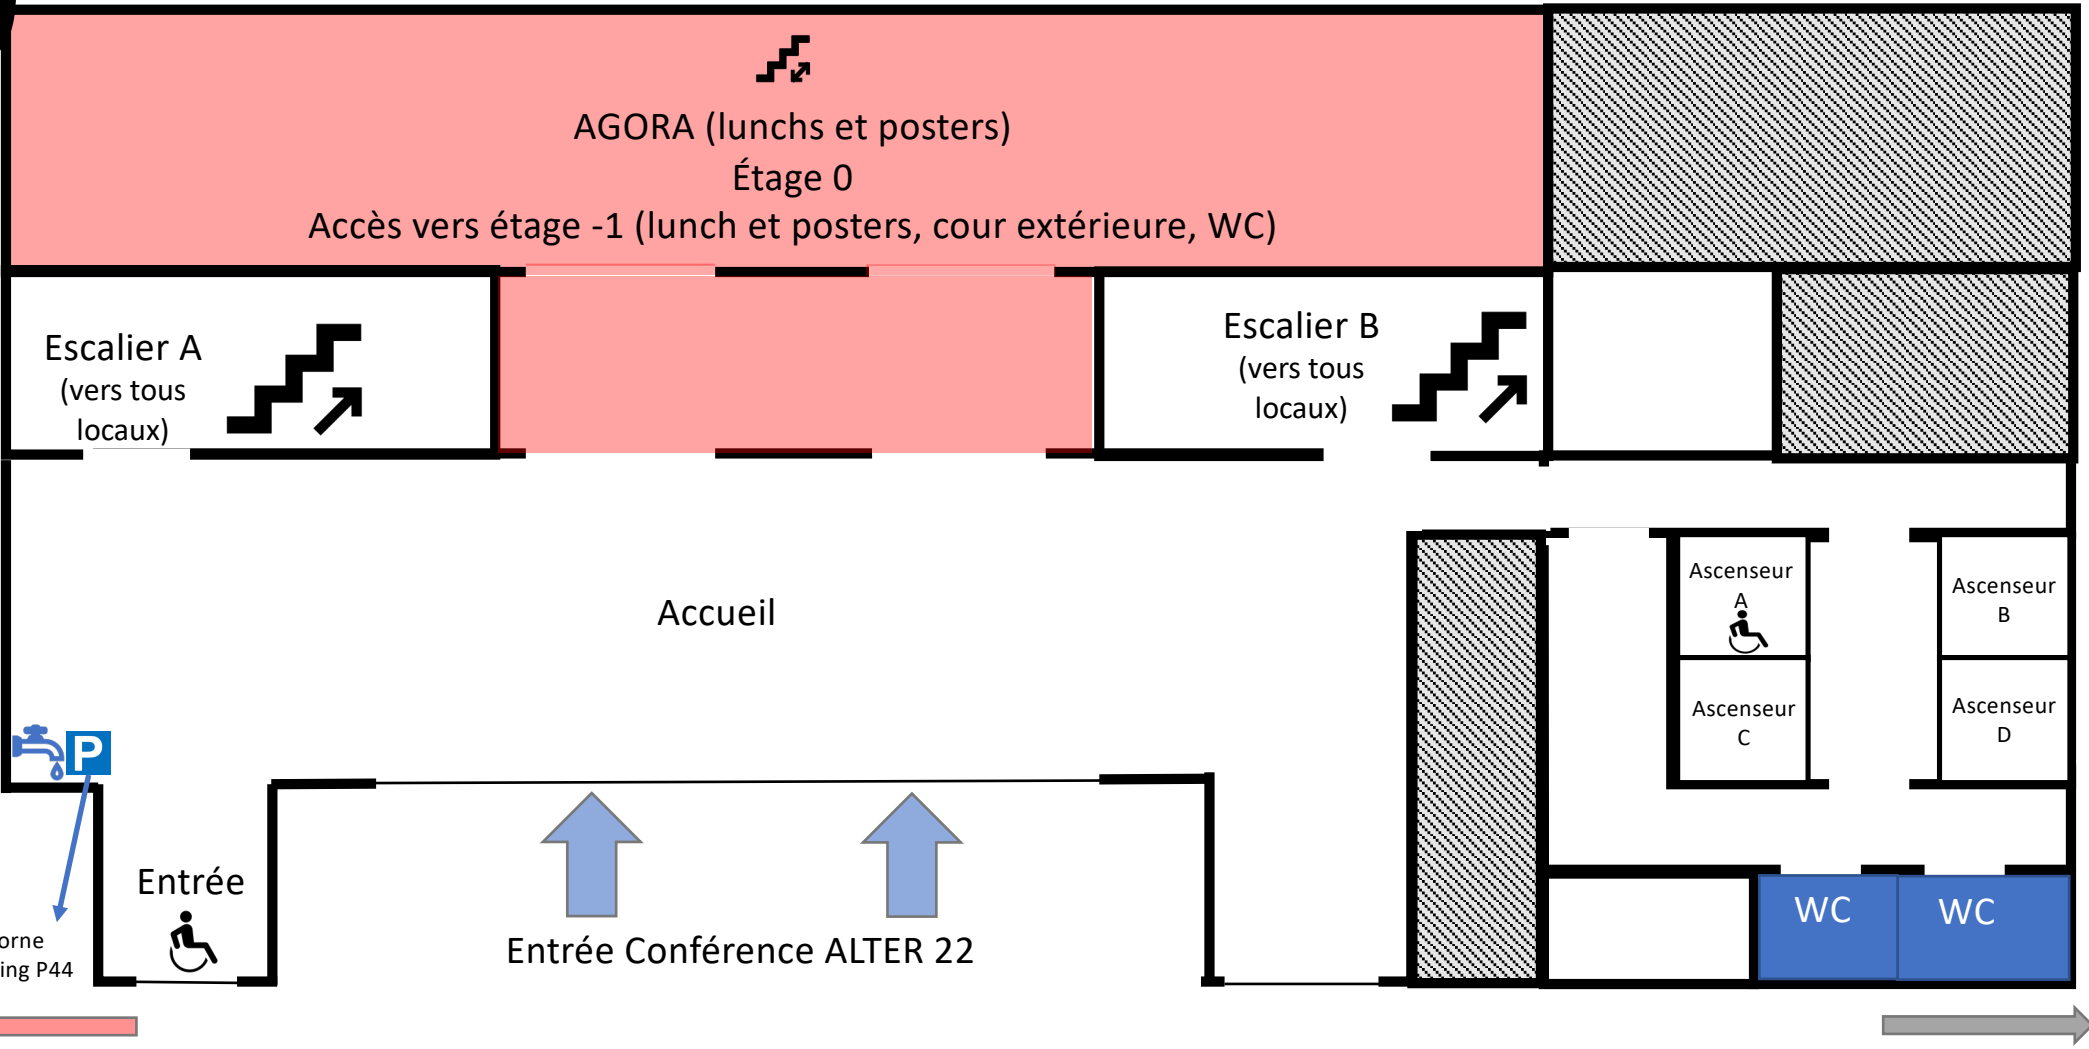 AGORA (lunchs et posters)
Étage 0
Accès vers étage -1 (lunch et posters, cour extérieure, WC)
Escalier A
(vers tous
locaux)
Escalier B
(vers tous
locaux)
Accueil
Ascenseur
A
Ascenseur
B
Ascenseur
C
Ascenseur
D
P
Entrée
orne
ing P44
Entrée Conférence ALTER 22
WC
WC